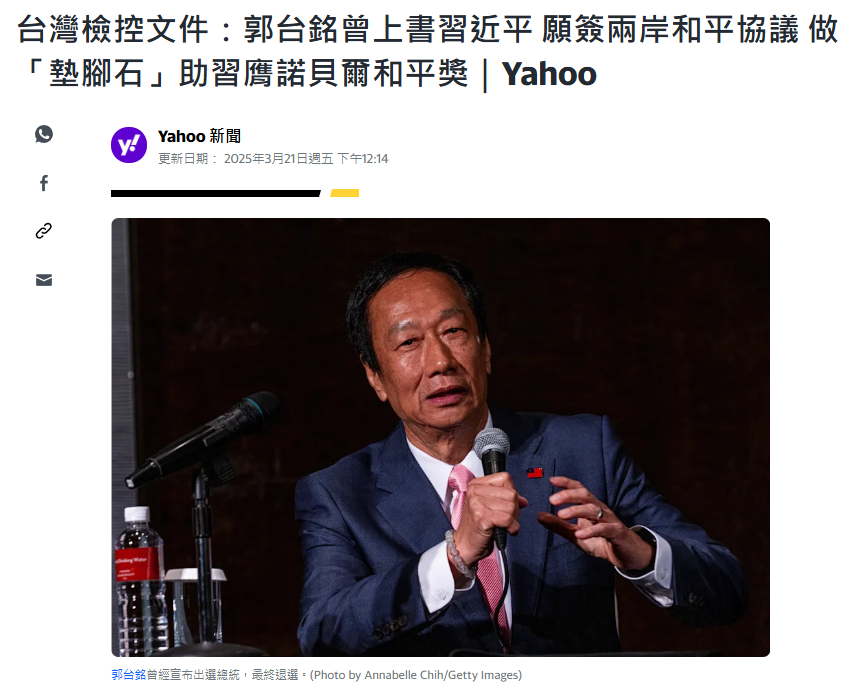 台灣檢控文件：郭台銘曾上書習近平 願簽兩岸和平協議 做
「墊腳石」助習膺諾貝爾和平獎｜Yahoo
y!
Yahoo 新聞
更新日期： 2025年3月21日週五 下午12:14
Drinking Water
郭台銘曾經宣布出選總統，最終退選。(Photo by Annabelle Chih/Getty Images)